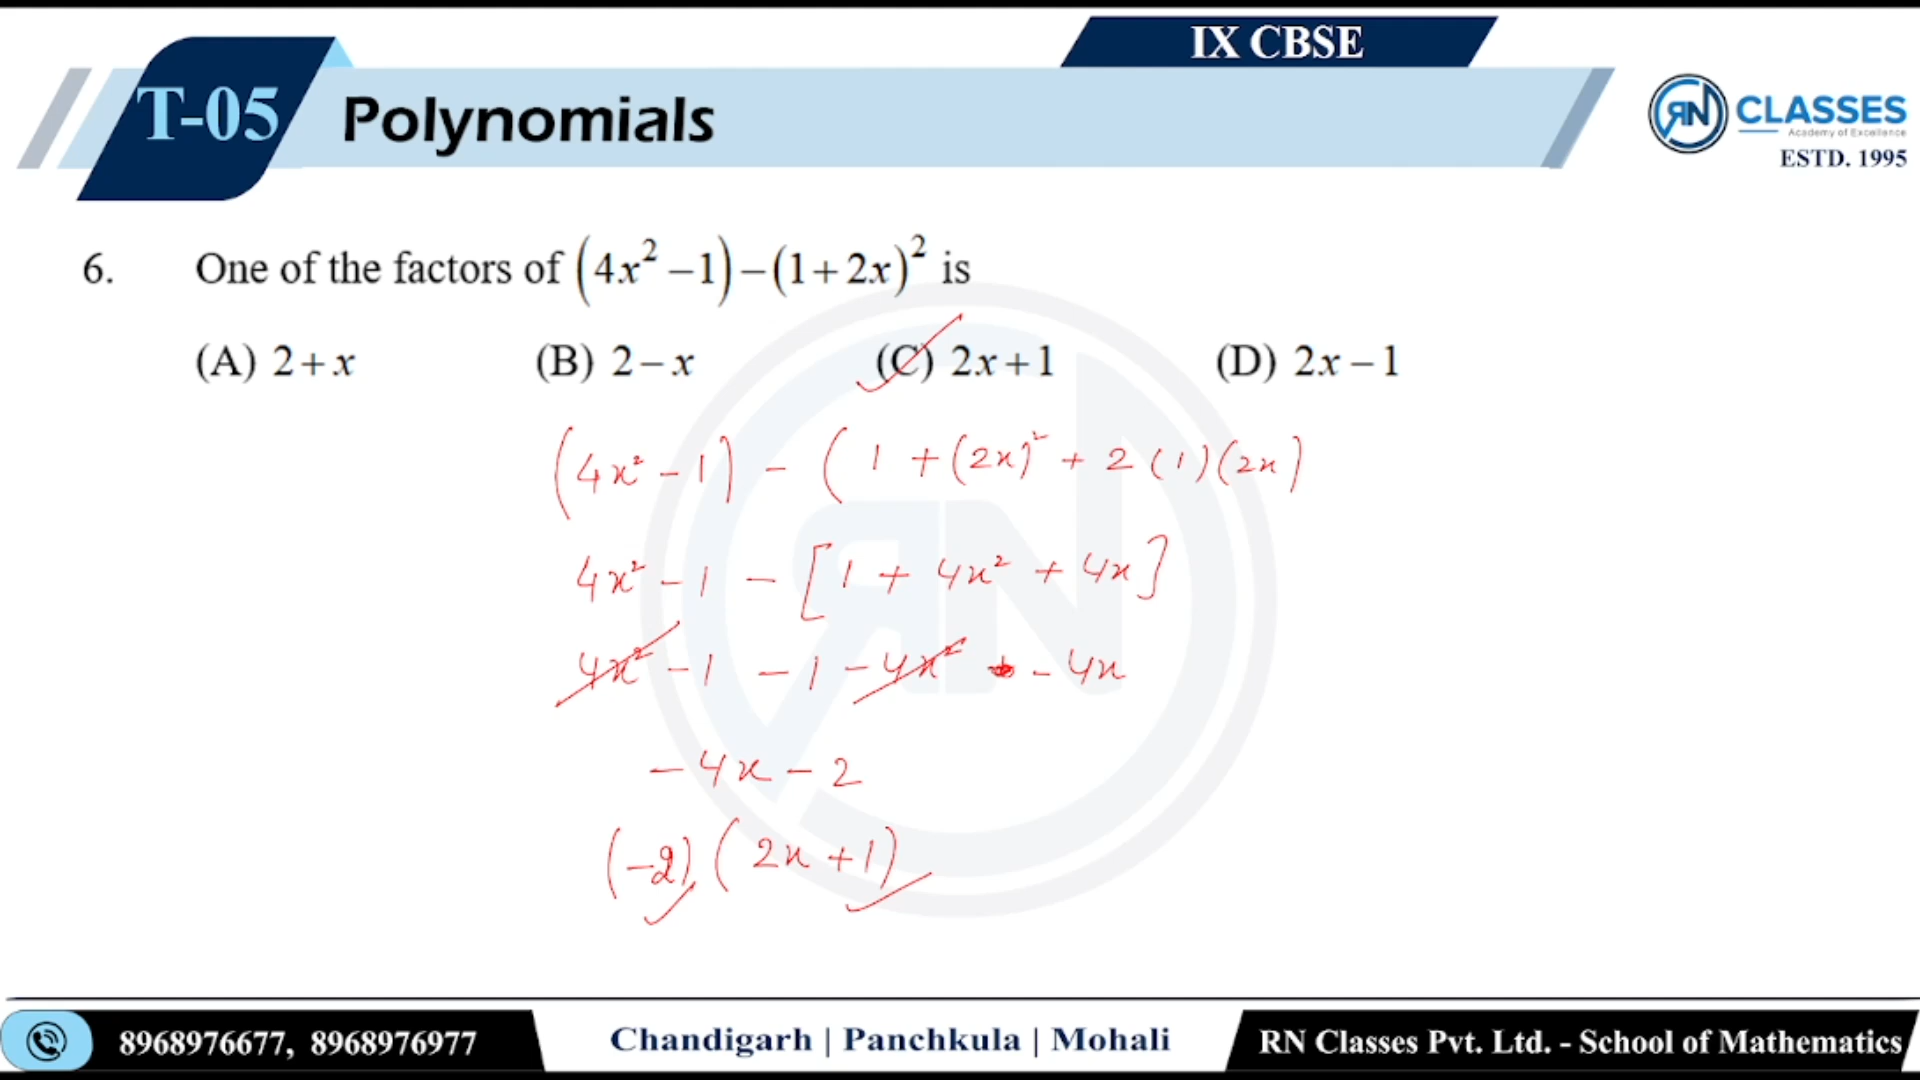 IX CBSE
T-05 Polynomials
RN CLASSES
Academy of Excellence
ESTD. 1995
6. One of the factors of (4x² −1)−(1+2x)² is
(A) 2+x (B) 2−x (C) 2x+1 (D) 2x−1
(4x² − 1) − (1 + (2x)² + 2(1)(2x)
4x² − 1 − [1 + 4x² + 4x]
4x² − 1 − 1 − 4x² − 4x
− 4x − 2
(−2) (2x + 1)
RN
8968976677, 8968976977 Chandigarh | Panchkula | Mohali RN Classes Pvt. Ltd. - School of Mathematics